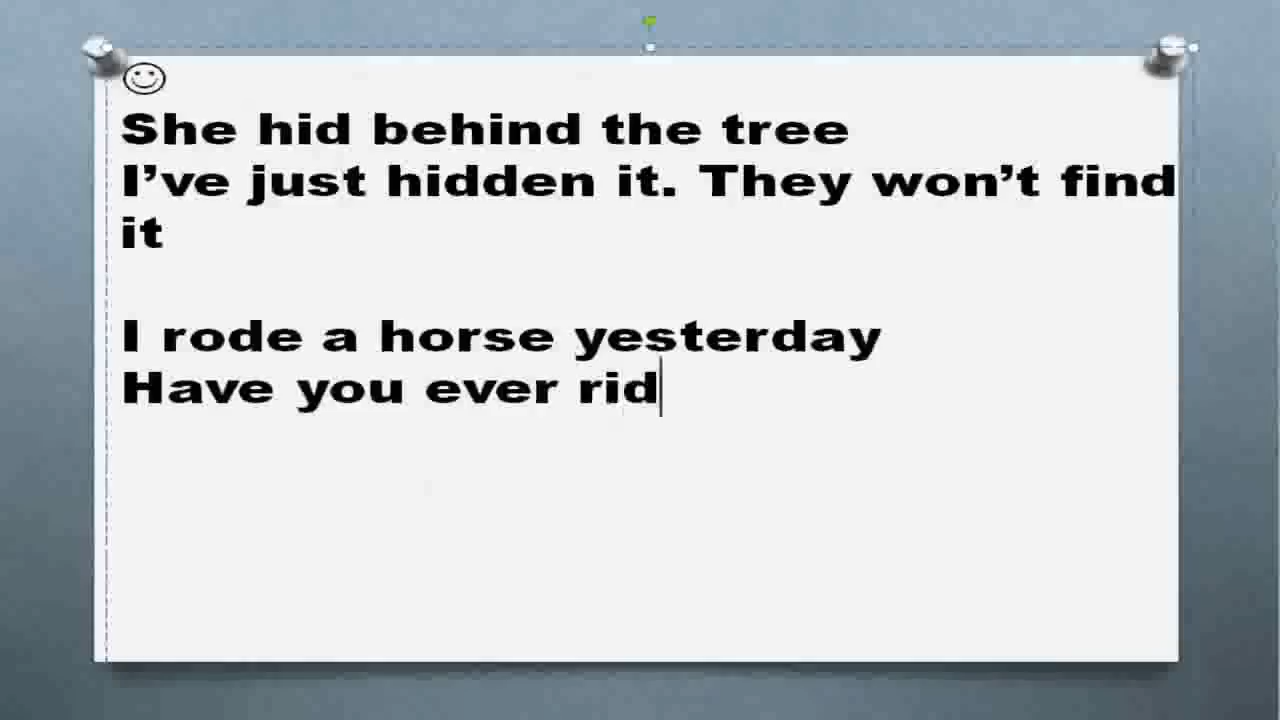 She hid behind the tree
I’ve just hidden it. They won’t find
it
I rode a horse yesterday
Have you ever rid